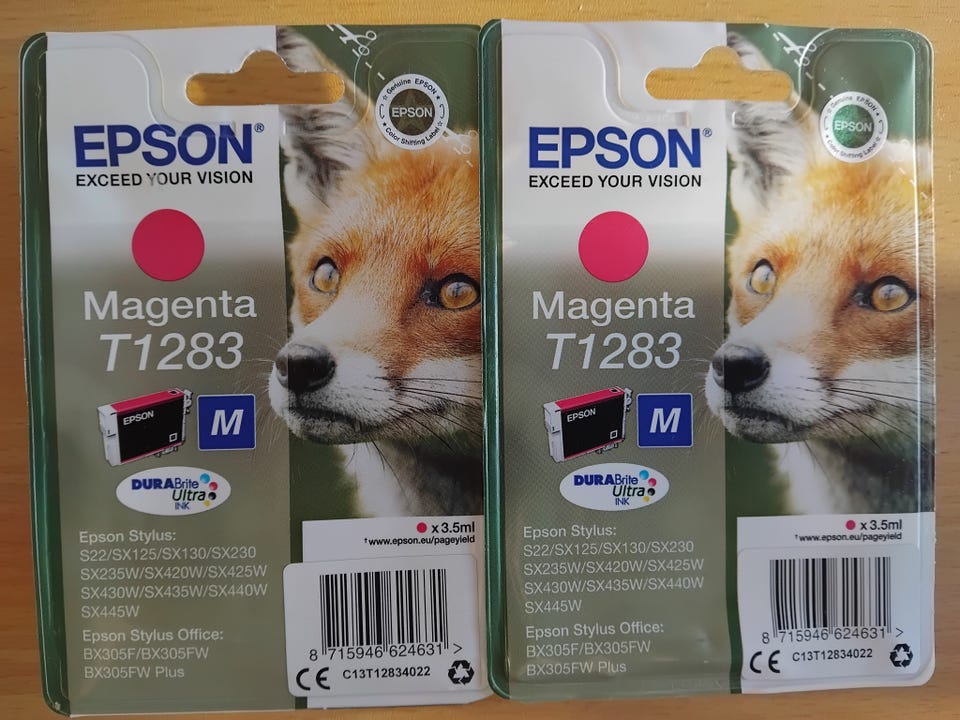 Genuine EPSON
EPSON
Color Shifting Label
EPSON®
EXCEED YOUR VISION
Magenta
T1283
EPSON
M
DURABrite
Ultra
INK
x 3.5ml
†www.epson.eu/pageyield
Epson Stylus:
S22/SX125/SX130/SX230
SX235W/SX420W/SX425W
SX430W/SX435W/SX440W
SX445W
Epson Stylus Office:
BX305F/BX305FW
BX305FW Plus
8 715946 624631 >
CE C13T12834022
Genuine EPSON
EPSON
Color Shifting Label
EPSON®
EXCEED YOUR VISION
Magenta
T1283
EPSON
M
DURABrite
Ultra
INK
x 3.5ml
†www.epson.eu/pageyield
Epson Stylus:
S22/SX125/SX130/SX230
SX235W/SX420W/SX425W
SX430W/SX435W/SX440W
SX445W
Epson Stylus Office:
BX305F/BX305FW
BX305FW Plus
8 715946 624631 >
CE C13T12834022